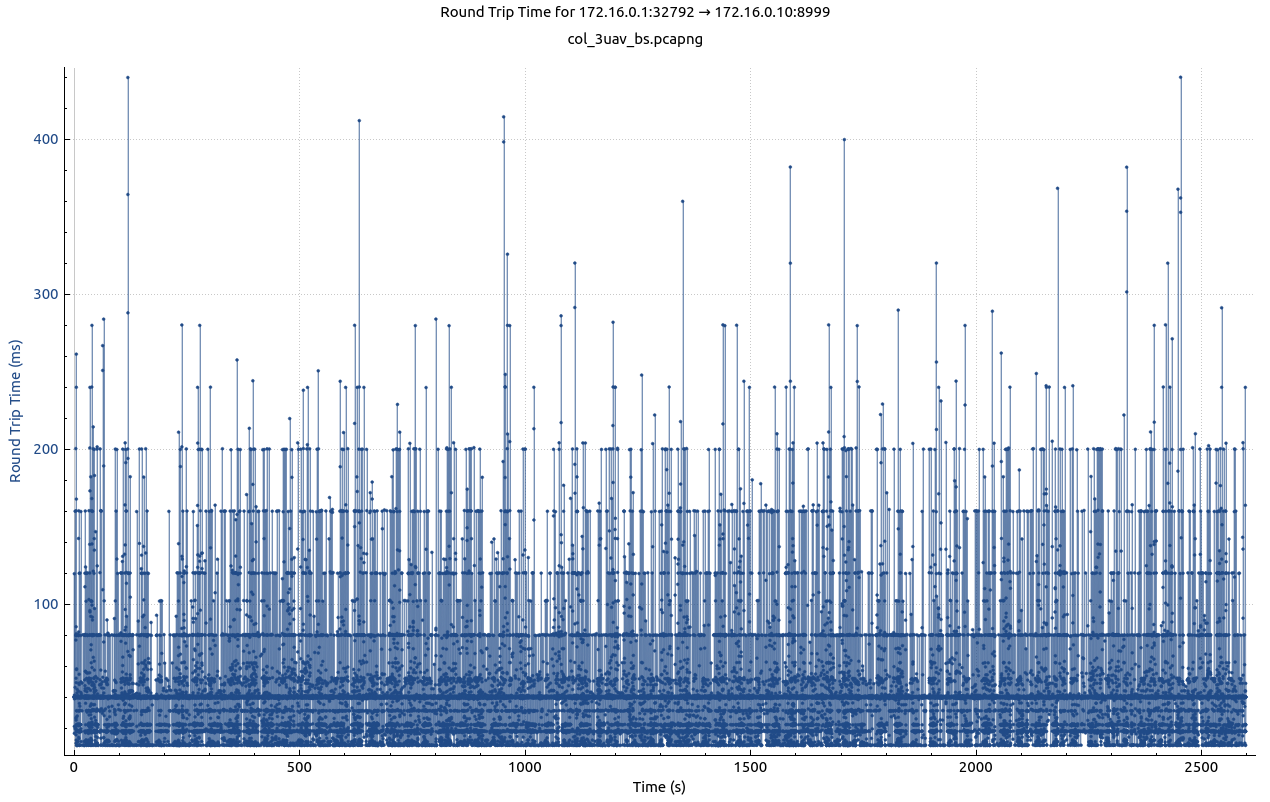 Round Trip Time for 172.16.0.1:32792 → 172.16.0.10:8999
col_3uav_bs.pcapng
Round Trip Time (ms)
400
300
200
100
0
500
1000
1500
2000
2500
Time (s)